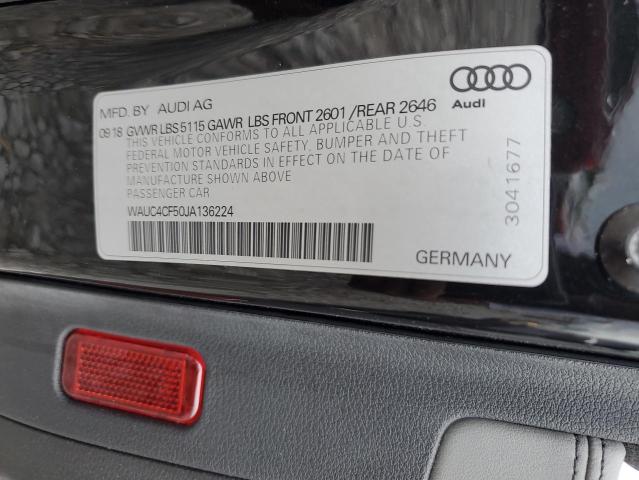 MFD. BY AUDI AG
09.18 GVWR LBS 5115 GAWR LBS FRONT 2601 / REAR 2646
THIS VEHICLE CONFORMS TO ALL APPLICABLE U.S.
FEDERAL MOTOR VEHICLE SAFETY, BUMPER AND THEFT
PREVENTION STANDARDS IN EFFECT ON THE DATE OF
MANUFACTURE SHOWN ABOVE
PASSENGER CAR
WAUC4CF50JA136224
GERMANY
Audi
3041677